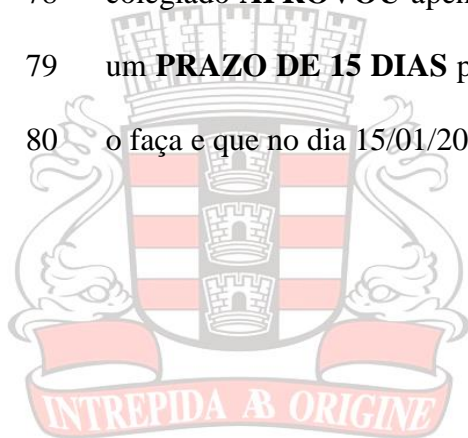 78 colegiado APROVOU
79 um PRAZO DE 15 DIAS
80 o faça e que no dia 15/01/20
INTREPIDA AB ORIGINE